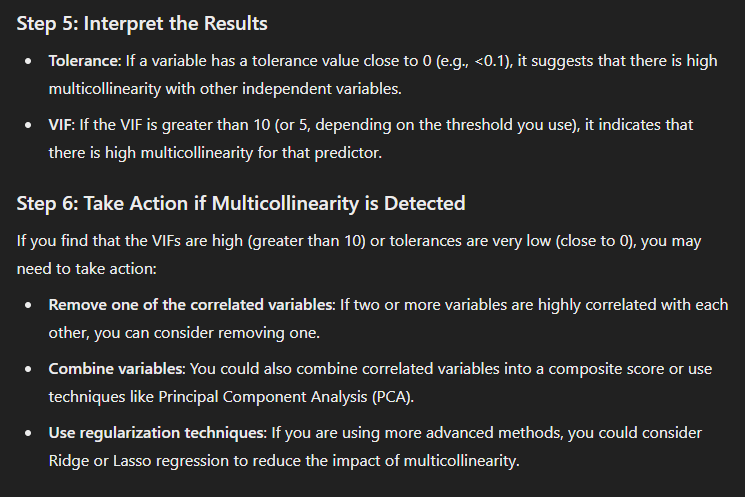 Step 5: Interpret the Results
• Tolerance: If a variable has a tolerance value close to 0 (e.g., <0.1), it suggests that there is high
multicollinearity with other independent variables.
• VIF: If the VIF is greater than 10 (or 5, depending on the threshold you use), it indicates that
there is high multicollinearity for that predictor.
Step 6: Take Action if Multicollinearity is Detected
If you find that the VIFs are high (greater than 10) or tolerances are very low (close to 0), you may
need to take action:
• Remove one of the correlated variables: If two or more variables are highly correlated with each
other, you can consider removing one.
• Combine variables: You could also combine correlated variables into a composite score or use
techniques like Principal Component Analysis (PCA).
• Use regularization techniques: If you are using more advanced methods, you could consider
Ridge or Lasso regression to reduce the impact of multicollinearity.